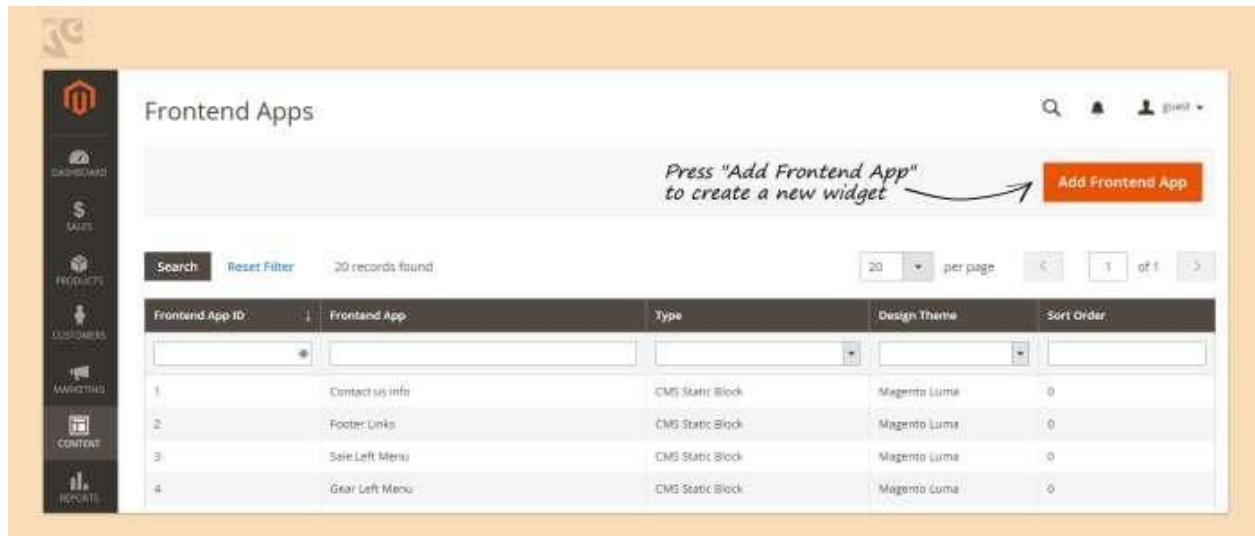 Frontend Apps
guest
Press "Add Frontend App"
to create a new widget
Add Frontend App
DASHBOARD
SALES
PRODUCTS
CUSTOMERS
MARKETING
CONTENT
REPORTS
Search Reset Filter 20 records found 20 per page 1 of 1
Frontend App ID Frontend App Type Design Theme Sort Order
1 Contact us info CMS Static Block Magento Luma 0
2 Footer Links CMS Static Block Magento Luma 0
3 Sale Left Menu CMS Static Block Magento Luma 0
4 Gear Left Menu CMS Static Block Magento Luma 0